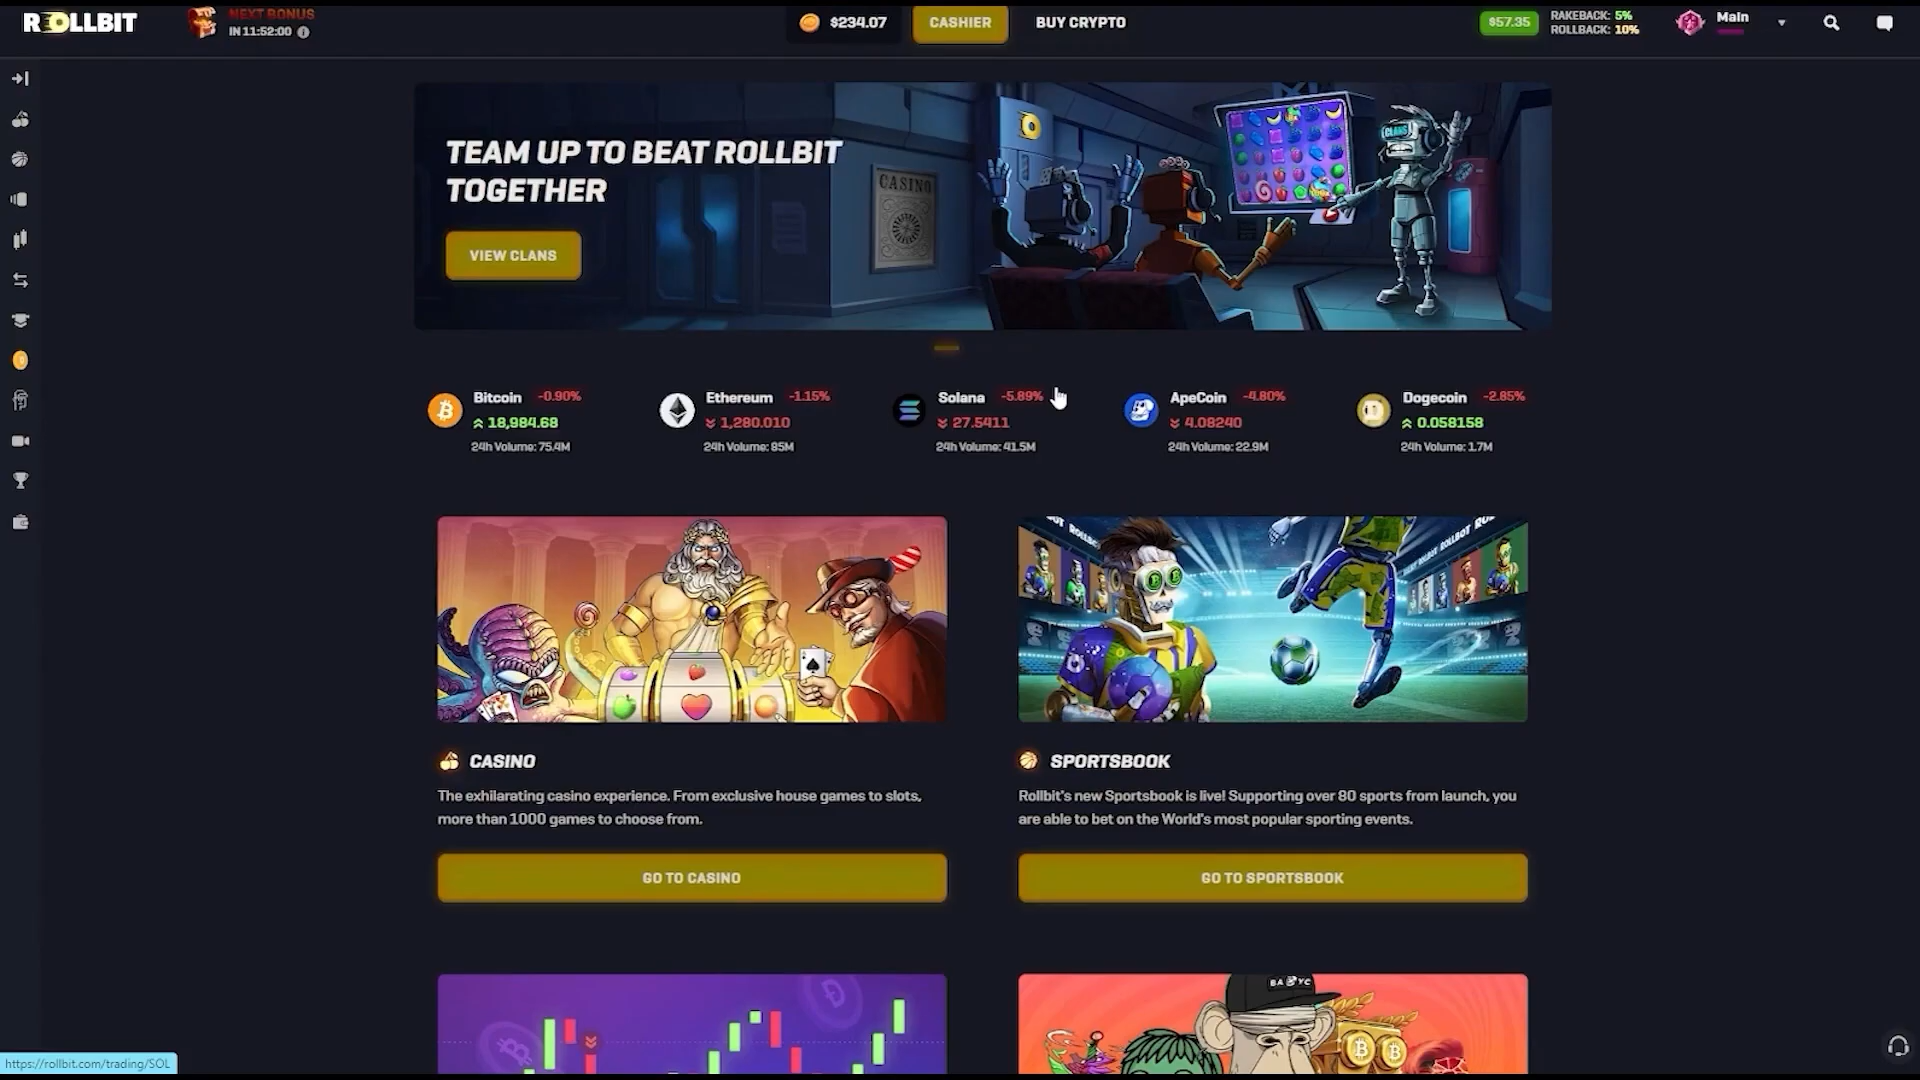 ROLLBIT
NEXT BONUS
IN 11:52:00
$234.07
CASHIER
BUY CRYPTO
$57.35
RAKEBACK: 5%
ROLLBACK: 10%
Main
TEAM UP TO BEAT ROLLBIT
TOGETHER
VIEW CLANS
CASINO
CLANS
Bitcoin -0.90%
18,984.68
24h Volume: 75.4M
Ethereum -1.15%
1,280.010
24h Volume: 85M
Solana -5.89%
27.5411
24h Volume: 41.5M
ApeCoin -4.80%
4.08240
24h Volume: 22.9M
Dogecoin -2.85%
0.058158
24h Volume: 1.7M
CASINO
The exhilarating casino experience. From exclusive house games to slots,
more than 1000 games to choose from.
GO TO CASINO
SPORTSBOOK
Rollbit's new Sportsbook is live! Supporting over 80 sports from launch, you
are able to bet on the World's most popular sporting events.
GO TO SPORTSBOOK
BAYC
https://rollbit.com/trading/SOL